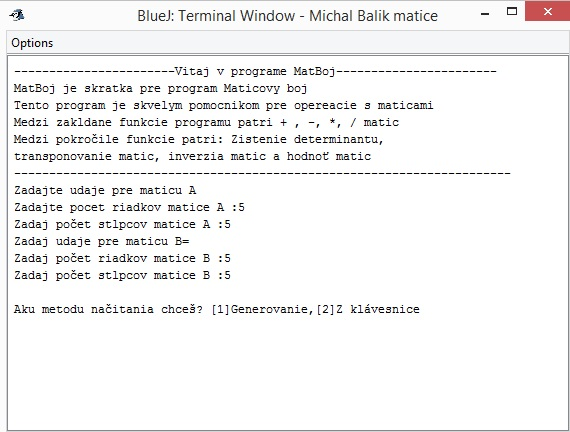 BlueJ: Terminal Window - Michal Balik matice
Options
-----------------------Vitaj v programe MatBoj-----------------------
MatBoj je skratka pre program Maticovy boj
Tento program je skvelym pomocnikom pre opereacie s maticami
Medzi zakldane funkcie programu patri + , -, *, / matic
Medzi pokročile funkcie patri: Zistenie determinantu,
transponovanie matic, inverzia matic a hodnoť matic
-----------------------------------------------------------------------
Zadajte udaje pre maticu A
Zadajte pocet riadkov matice A :5
Zadaj počet stlpcov matice A :5
Zadaj udaje pre maticu B=
Zadaj počet riadkov matice B :5
Zadaj počet stlpcov matice B :5
Aku metodu načitania chceš? [1]Generovanie,[2]Z klávesnice